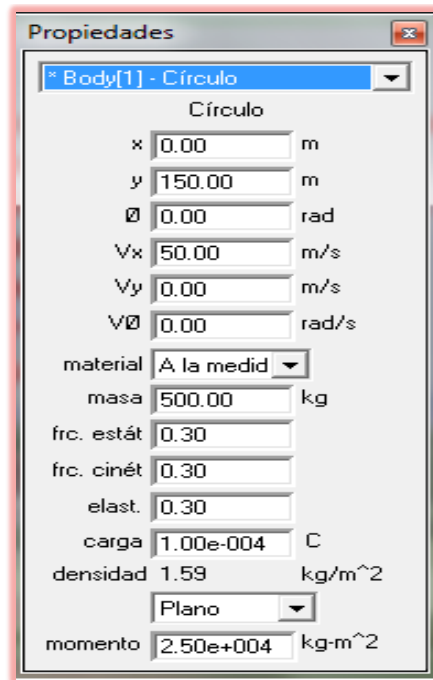 Propiedades
* Body[1] - Círculo
Círculo
x 0.00 m
y 150.00 m
Ø 0.00 rad
Vx 50.00 m/s
Vy 0.00 m/s
VØ 0.00 rad/s
material A la medid
masa 500.00 kg
frc. estát 0.30
frc. cinét 0.30
elast. 0.30
carga 1.00e-004 C
densidad 1.59 kg/m^2
Plano
momento 2.50e+004 kg-m^2